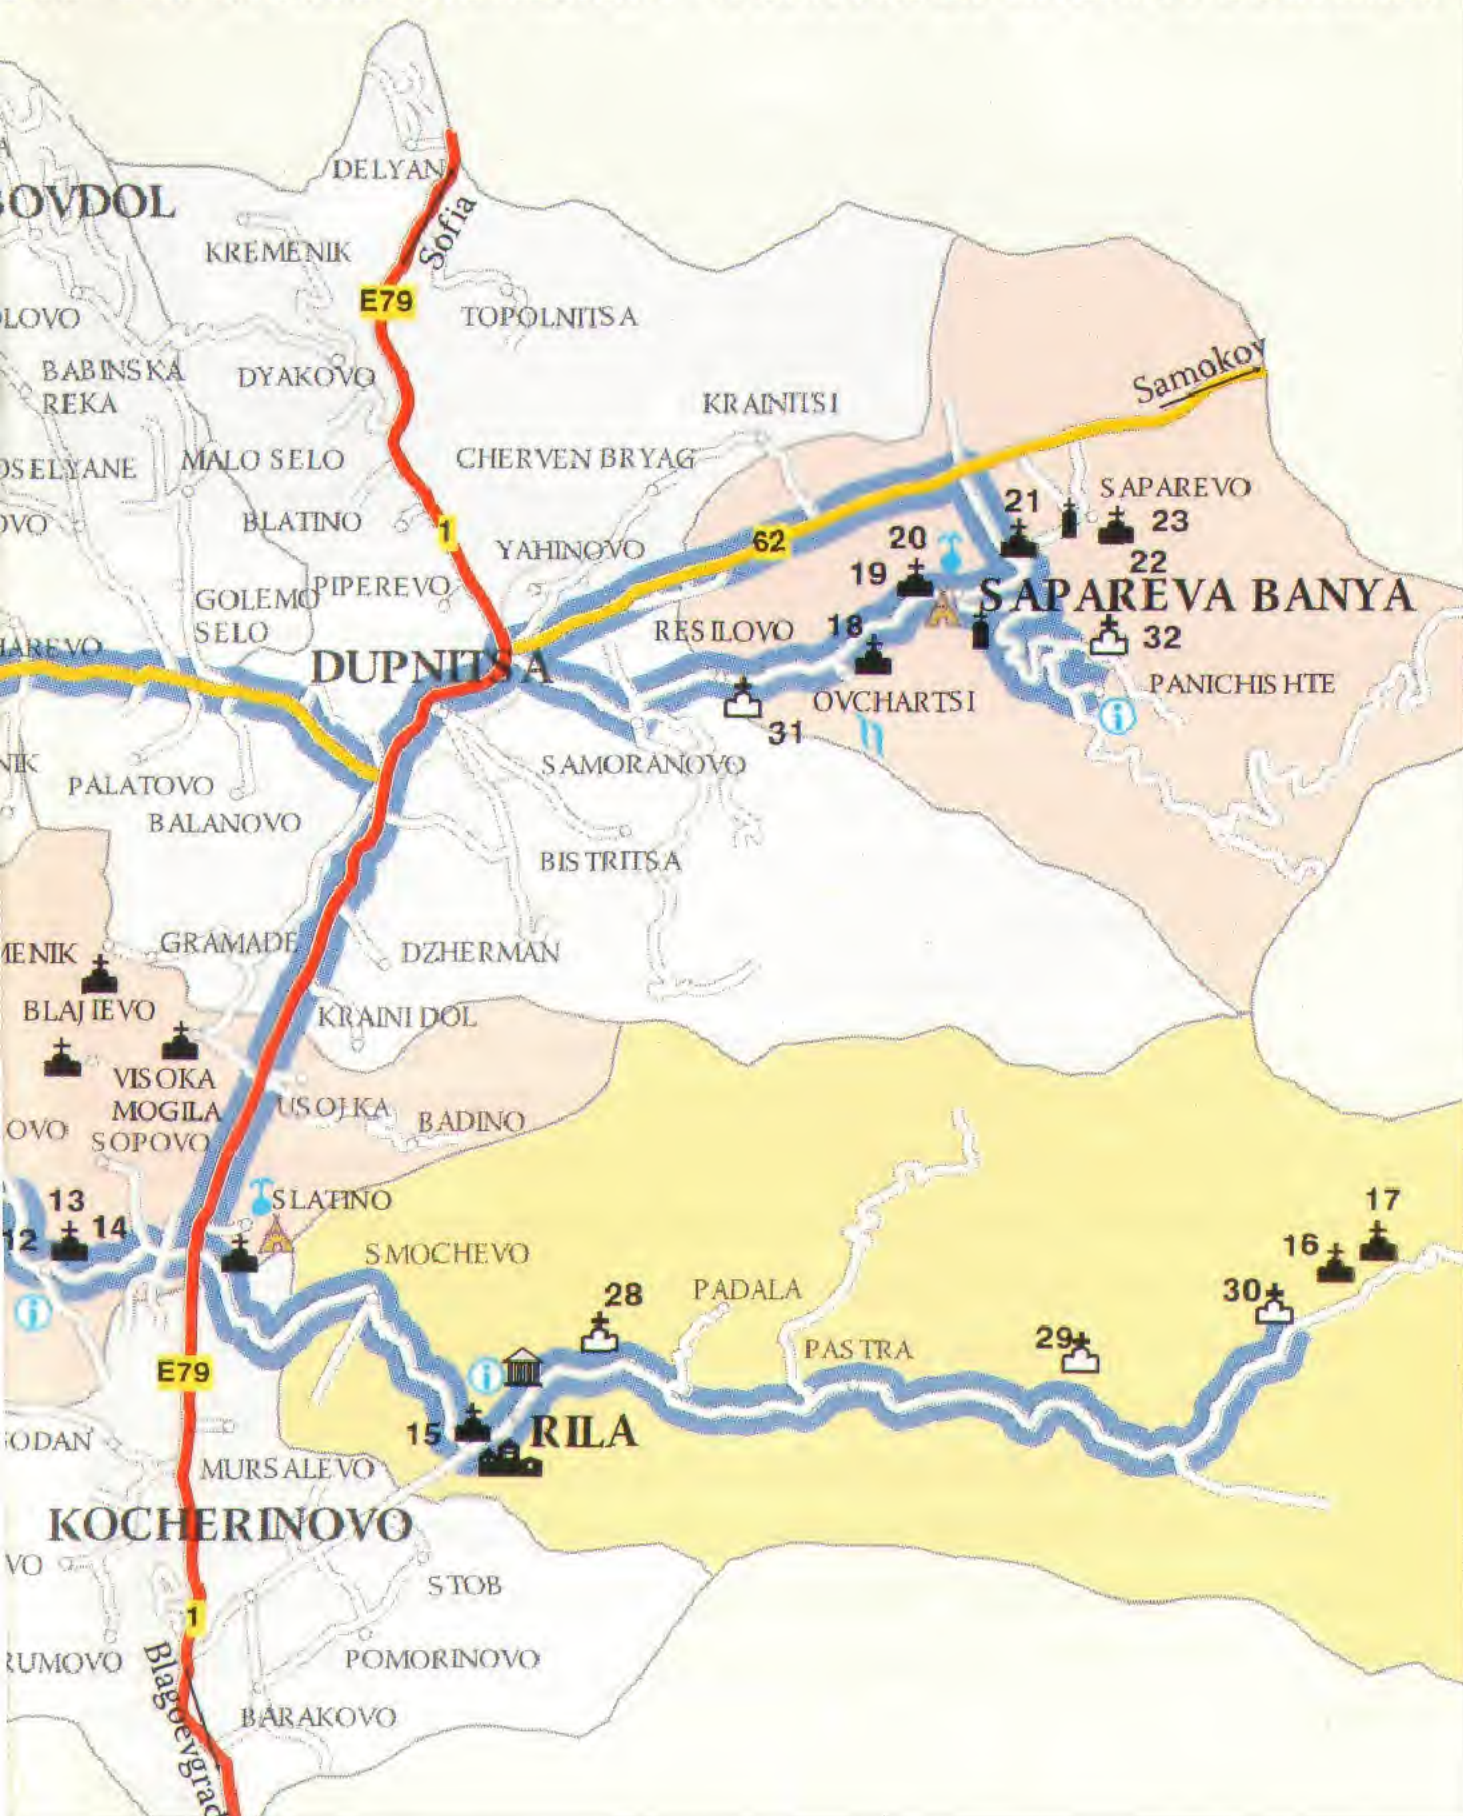 DELYAN
BOVDOL
Sofia
KREMENIK
E79
TOPOLNITSA
BABINSKA
REKA
DYAKOVO
Samokov
KRAINITSI
MALO SELO
CHERVEN BRYAG
SAPAREVO
21
23
BLATINO
1
YAHINOVO
62
20
22
19
PIPEREVO
GOLEMO
SELO
SAPAREVA BANYA
RESILOVO
18
32
DUPNITSA
PANICHISHTE
OVCHARTSI
31
SAMORANOVO
PALATOVO
BALANOVO
BISTRITSA
GRAMADE
DZHERMAN
BLAJIEVO
KRAINI DOL
VISOKA
MOGILA
USOJKA
BADINO
SOPOVO
13
SLATINO
17
12
14
SMOCHEVO
16
28
PADALA
30
29
PASTRA
E79
15
RILA
MURSALEVO
KOCHERINOVO
STOB
1
POMORINOVO
BARAKOVO
Blagoevgrad